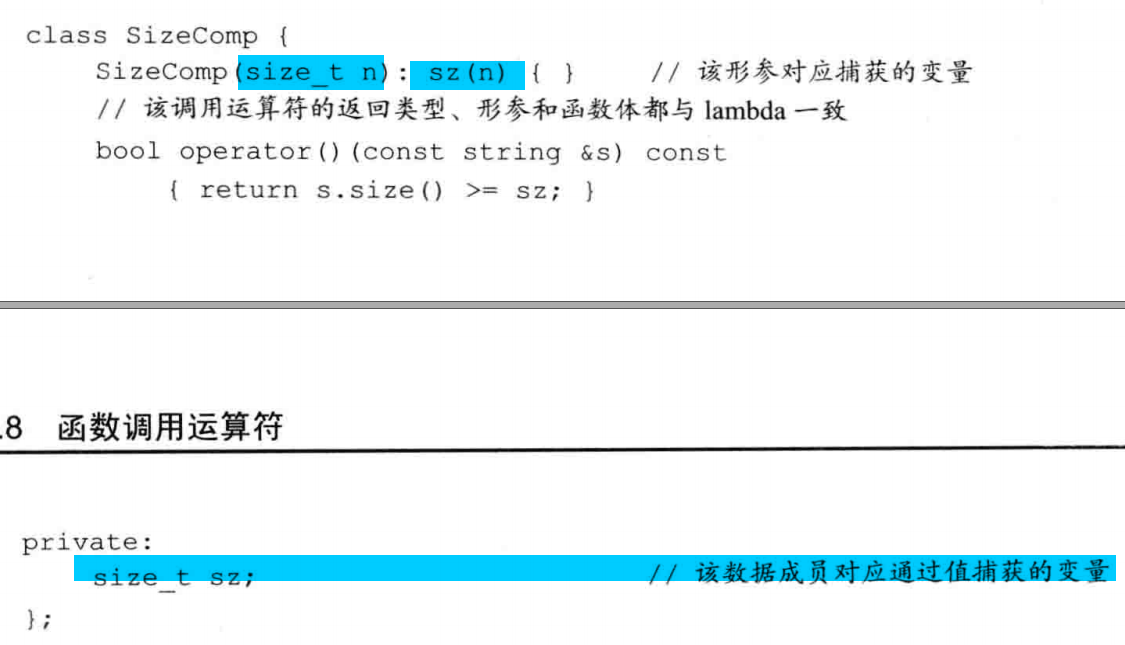 class SizeComp {
SizeComp(size_t n): sz(n) { } // 该形参对应捕获的变量
// 该调用运算符的返回类型、形参和函数体都与 lambda 一致
bool operator()(const string &s) const
{ return s.size() >= sz; }
.8 函数调用运算符
private:
size_t sz; // 该数据成员对应通过值捕获的变量
};